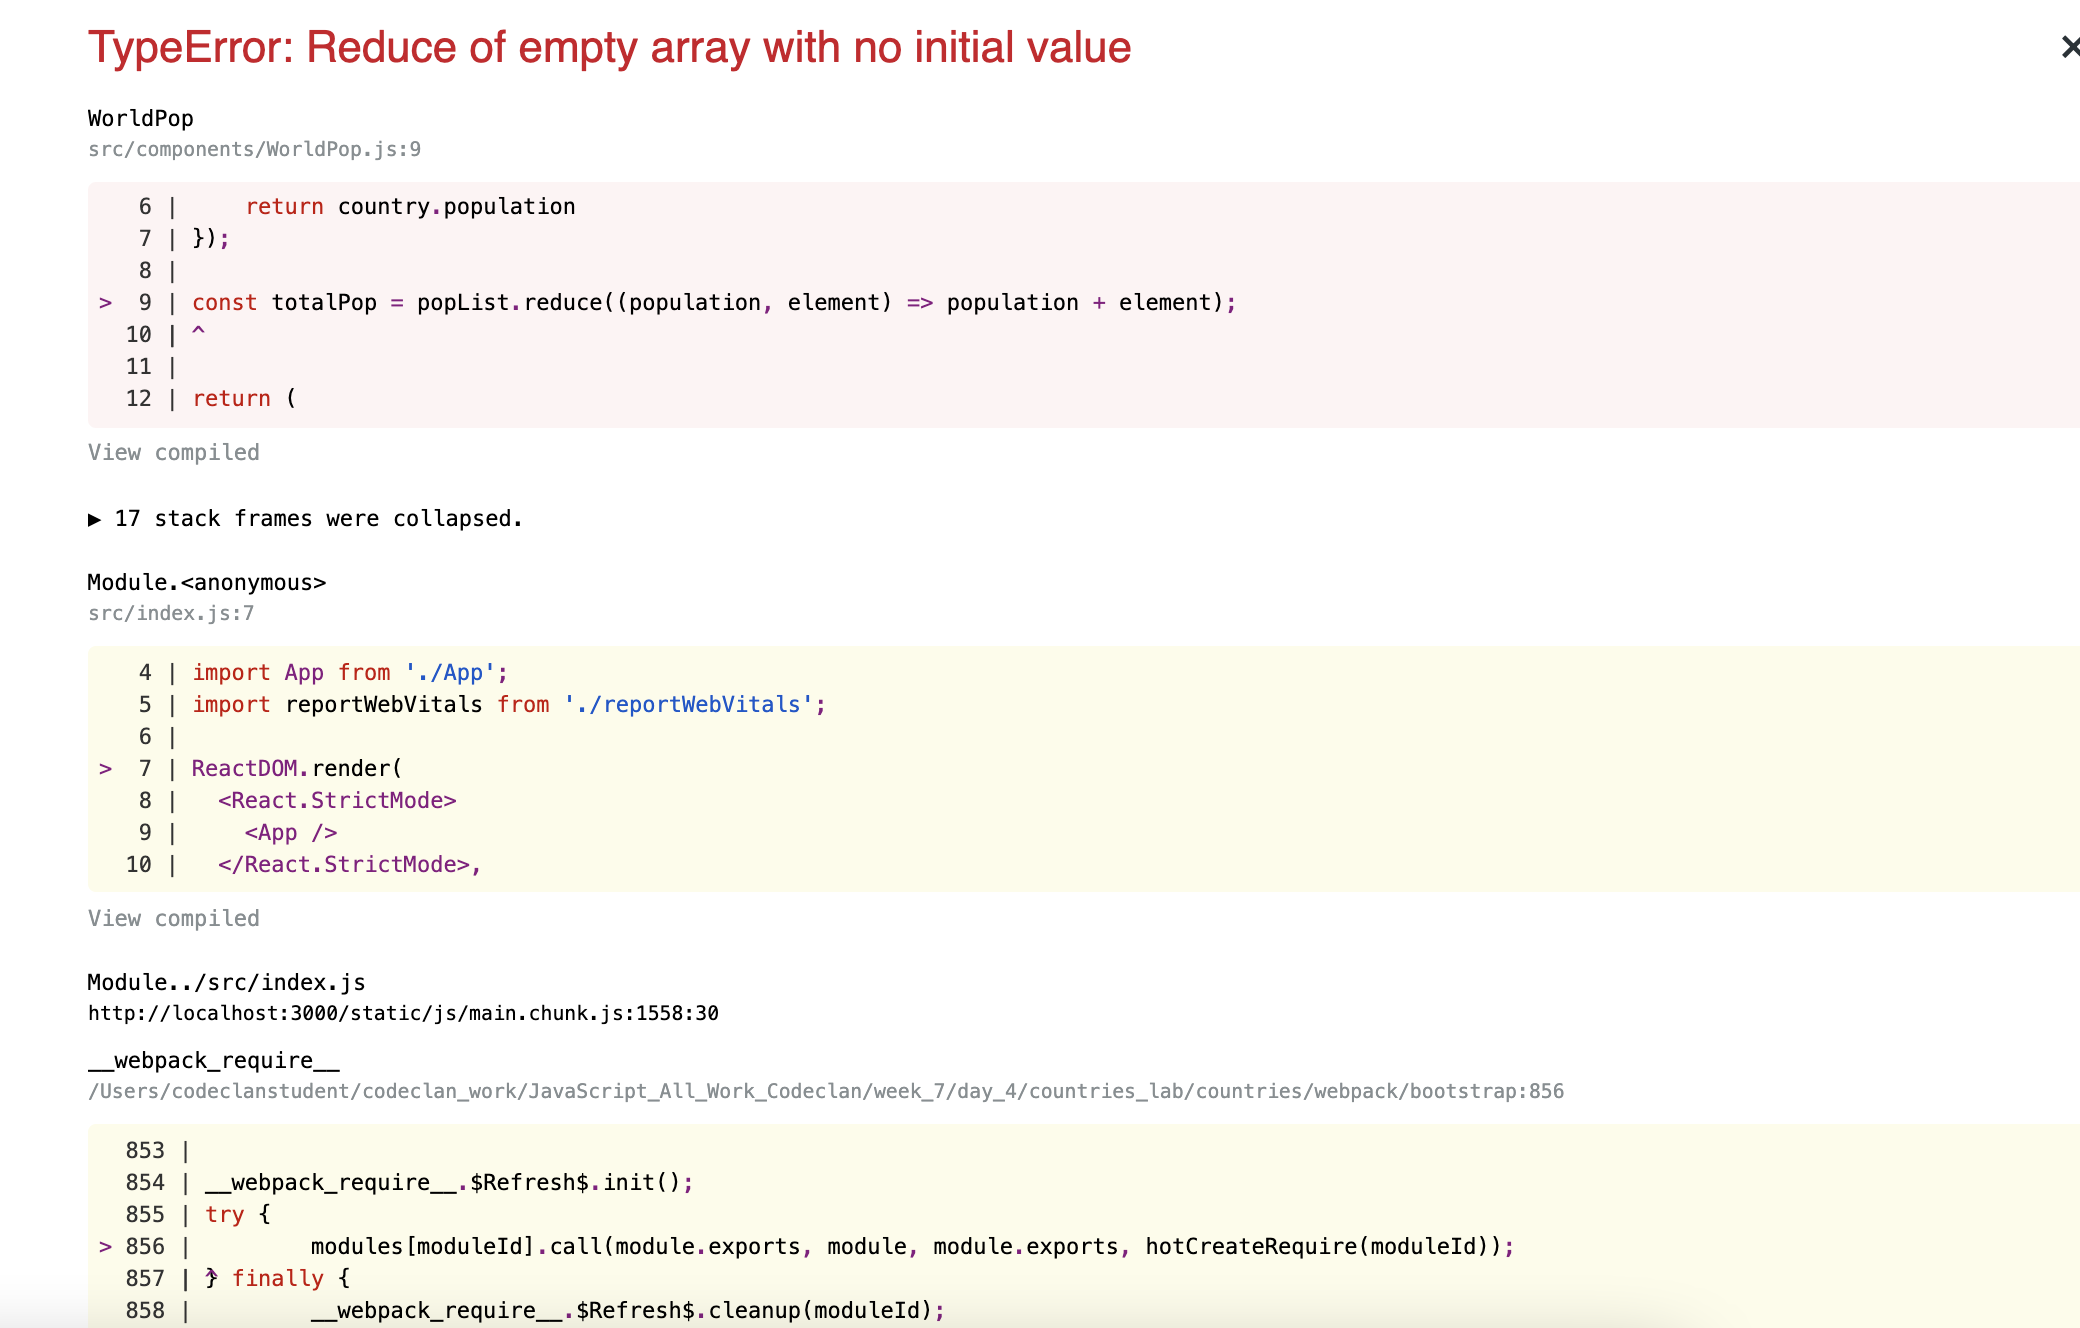 TypeError: Reduce of empty array with no initial value
×
WorldPop
src/components/WorldPop.js:9
6 |     return country.population
7 | });
8 |
> 9 | const totalPop = popList.reduce((population, element) => population + element);
10 | ^
11 |
12 | return (
View compiled
▶ 17 stack frames were collapsed.
Module.<anonymous>
src/index.js:7
4 | import App from './App';
5 | import reportWebVitals from './reportWebVitals';
6 |
> 7 | ReactDOM.render(
8 |   <React.StrictMode>
9 |     <App />
10 |   </React.StrictMode>,
View compiled
Module../src/index.js
http://localhost:3000/static/js/main.chunk.js:1558:30
__webpack_require__
/Users/codeclanstudent/codeclan_work/JavaScript_All_Work_Codeclan/week_7/day_4/countries_lab/countries/webpack/bootstrap:856
853 |
854 | __webpack_require__.$Refresh$.init();
855 | try {
> 856 |         modules[moduleId].call(module.exports, module, module.exports, hotCreateRequire(moduleId));
857 | } finally {
858 |         __webpack_require__.$Refresh$.cleanup(moduleId);